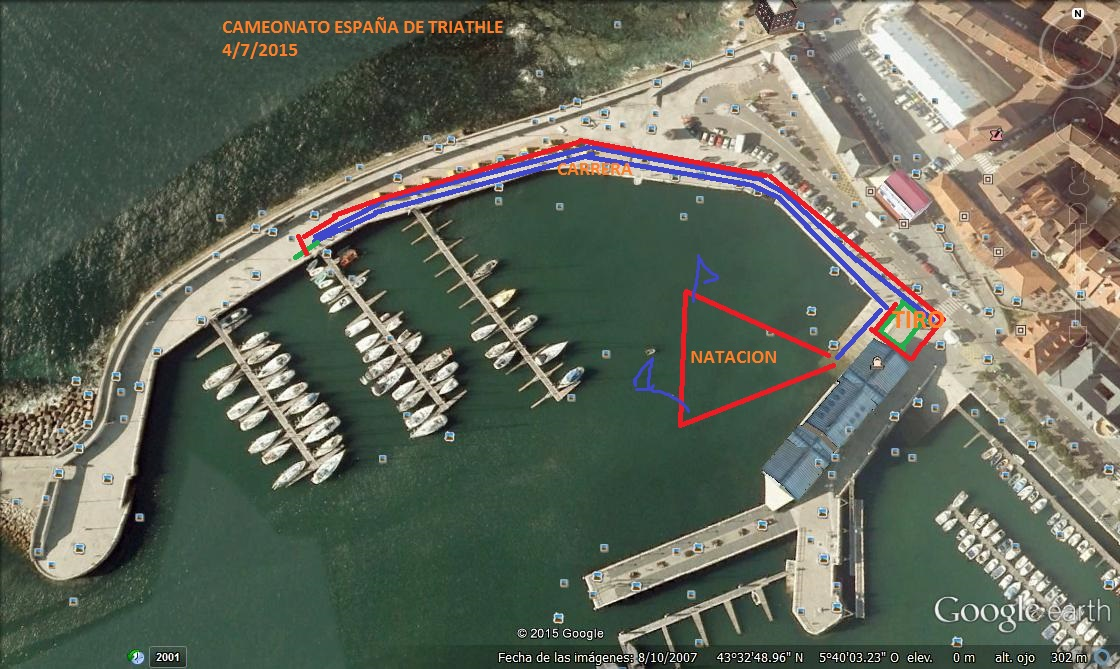 CAMEONATO ESPAÑA DE TRIATHLE
4/7/2015
N
CARRERA
TIRO
NATACION
Google earth
© 2015 Google
2001
Fecha de las imágenes: 8/10/2007 43°32'48.96" N 5°40'03.23" O elev. 0 m alt. ojo 302 m